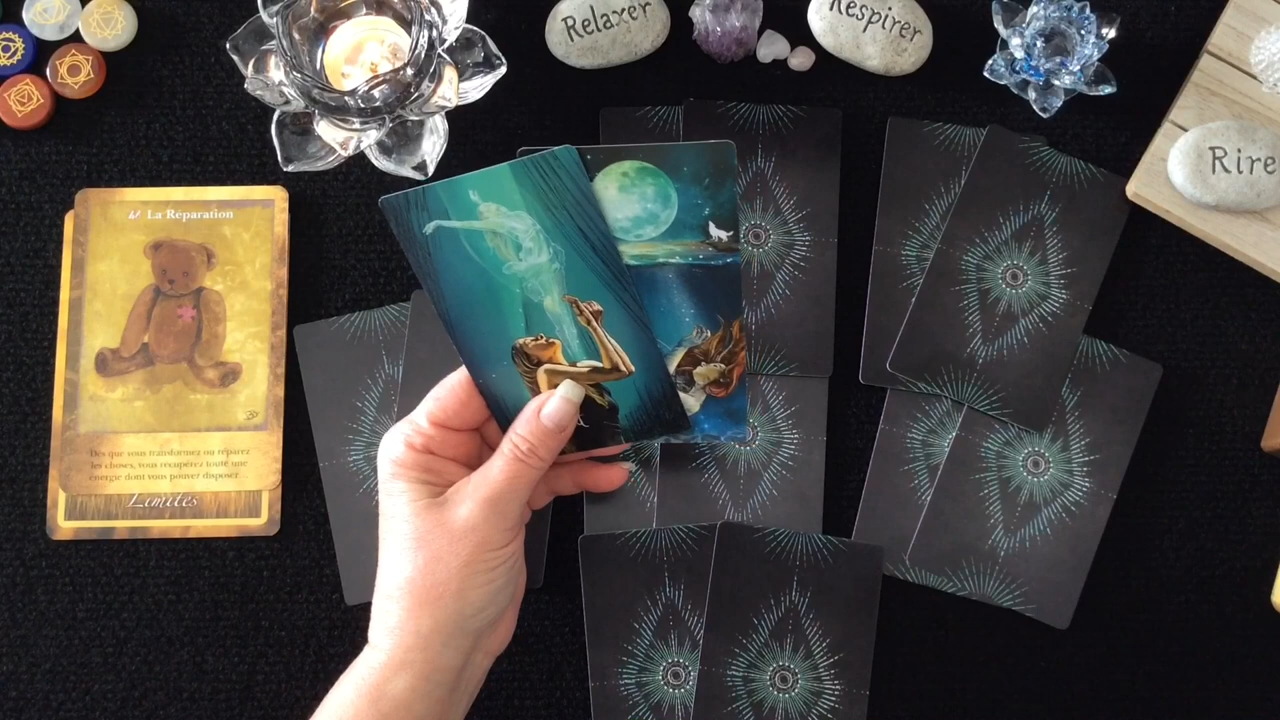 Relaxer
Respirer
Rire
41 La Réparation
Dès que vous transformez ou réparez
les choses, vous récupérez toute une
énergie dont vous pouvez disposer...
Limites